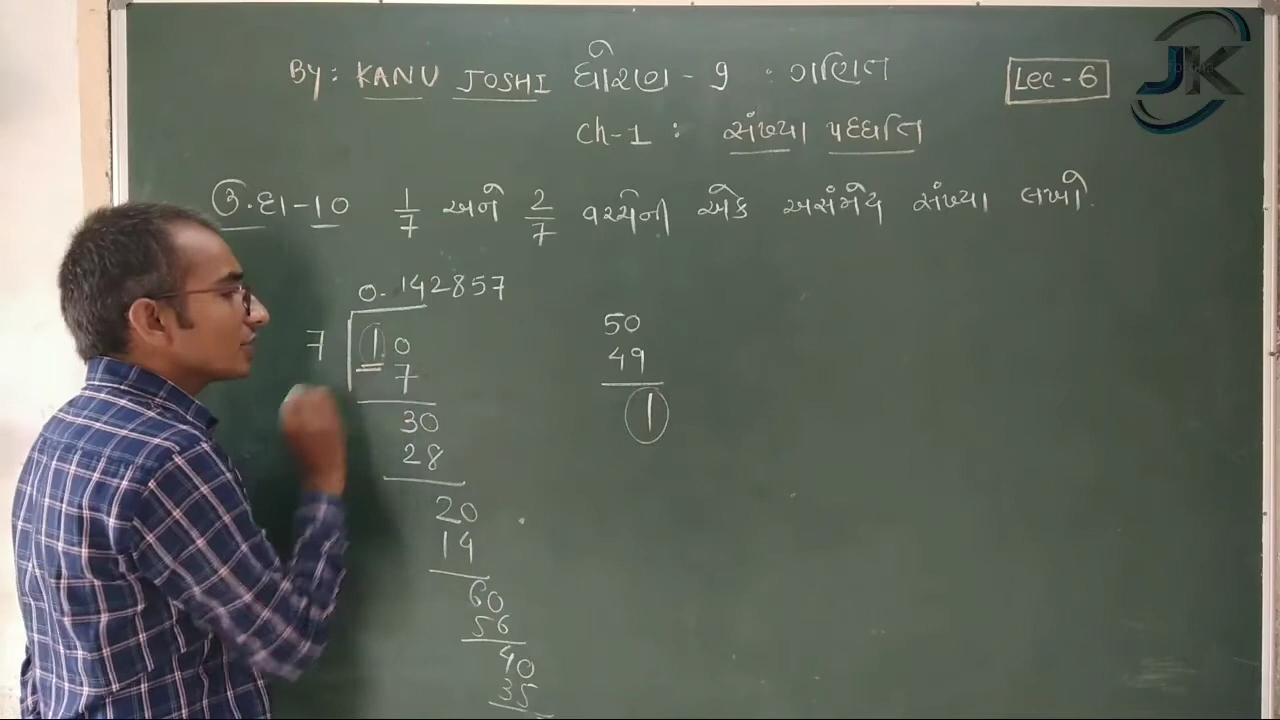 By: KANU JOSHI ધોરણ - 9 : ગણિત
Lec - 6
JK
Ch-1 : સંખ્યા પદ્ધતિ
ઉ.દા-10 1/7 અને 2/7 વચ્ચેની એક અસંમેય સંખ્યા લખો.
0.142857
7 10
7
30
28
20
14
60
56
40
35
50
49
1